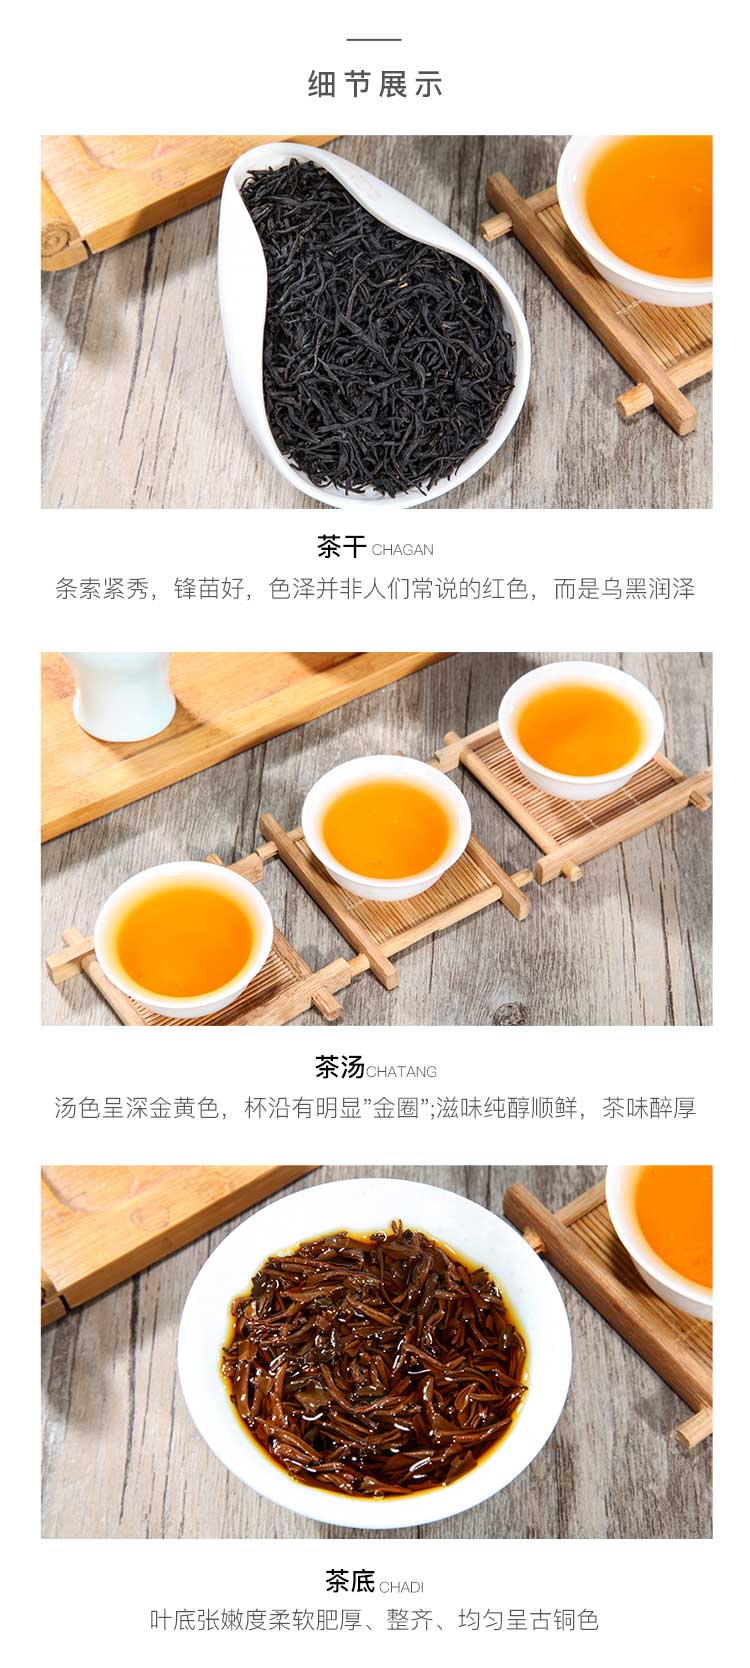 细节展示
茶干 CHAGAN
条索紧秀，锋苗好，色泽并非人们常说的红色，而是乌黑润泽
茶汤CHATANG
汤色呈深金黄色，杯沿有明显”金圈”;滋味纯醇顺鲜，茶味醉厚
茶底 CHADI
叶底张嫩度柔软肥厚、整齐、均匀呈古铜色